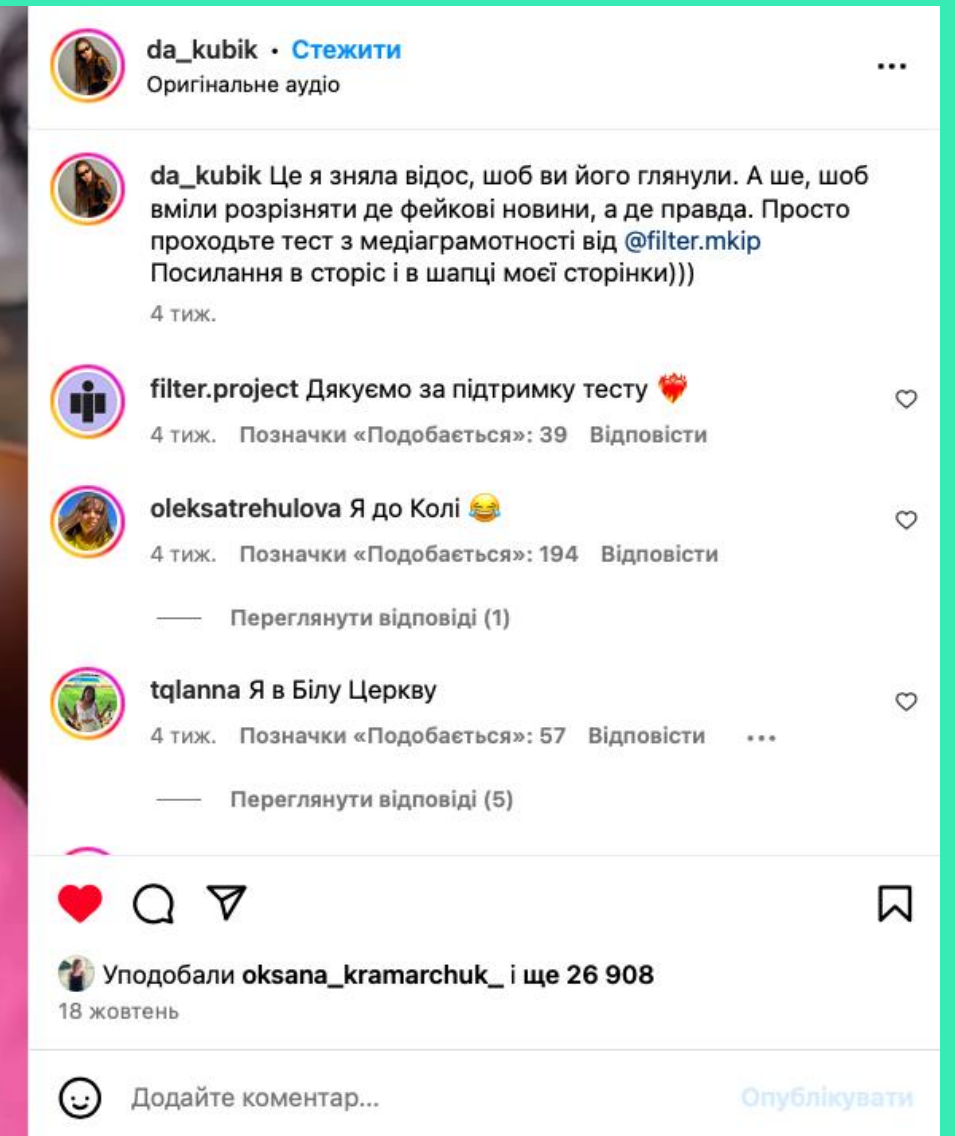 da_kubik • Стежити
Оригінальне аудіо
da_kubik Це я зняла відос, шоб ви його глянули. А ше, шоб
вміли розрізняти де фейкові новини, а де правда. Просто
проходьте тест з медіаграмотності від @filter.mkip
Посилання в сторіс і в шапці моєї сторінки)))
4 тиж.
filter.project Дякуємо за підтримку тесту ❤️‍🔥
4 тиж. Позначки «Подобається»: 39 Відповісти
oleksatrehulova Я до Колі 😂
4 тиж. Позначки «Подобається»: 194 Відповісти
Переглянути відповіді (1)
tqlanna Я в Білу Церкву
4 тиж. Позначки «Подобається»: 57 Відповісти
Переглянути відповіді (5)
Уподобали oksana_kramarchuk_ і ще 26 908
18 жовтень
Додайте коментар... Опублікувати